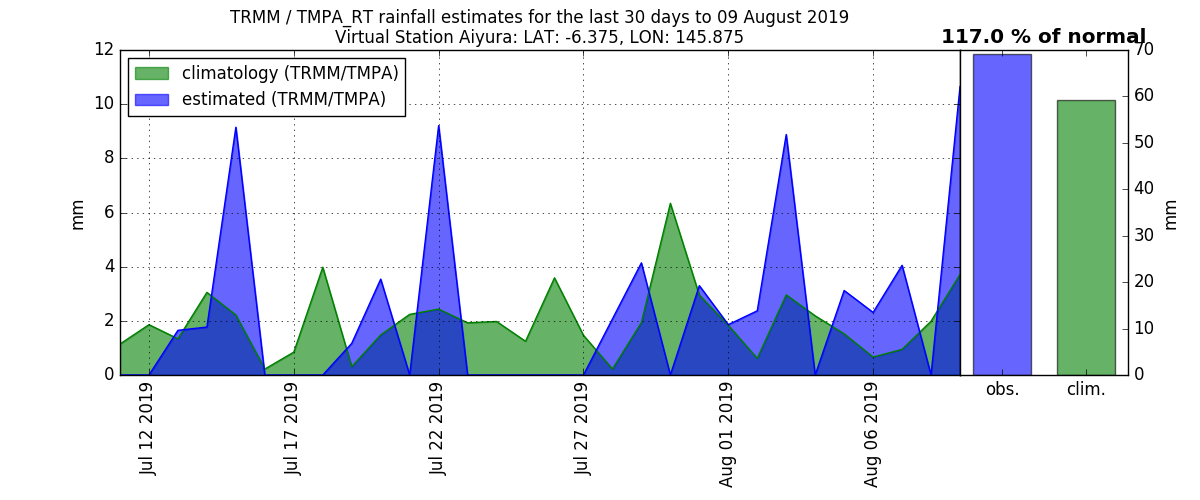 TRMM / TMPA_RT rainfall estimates for the last 30 days to 09 August 2019
Virtual Station Aiyura: LAT: -6.375, LON: 145.875
117.0 % of normal
climatology (TRMM/TMPA)
estimated (TRMM/TMPA)
12
10
8
6
4
2
0
mm
70
60
50
40
30
20
10
0
mm
Jul 12 2019
Jul 17 2019
Jul 22 2019
Jul 27 2019
Aug 01 2019
Aug 06 2019
obs.
clim.